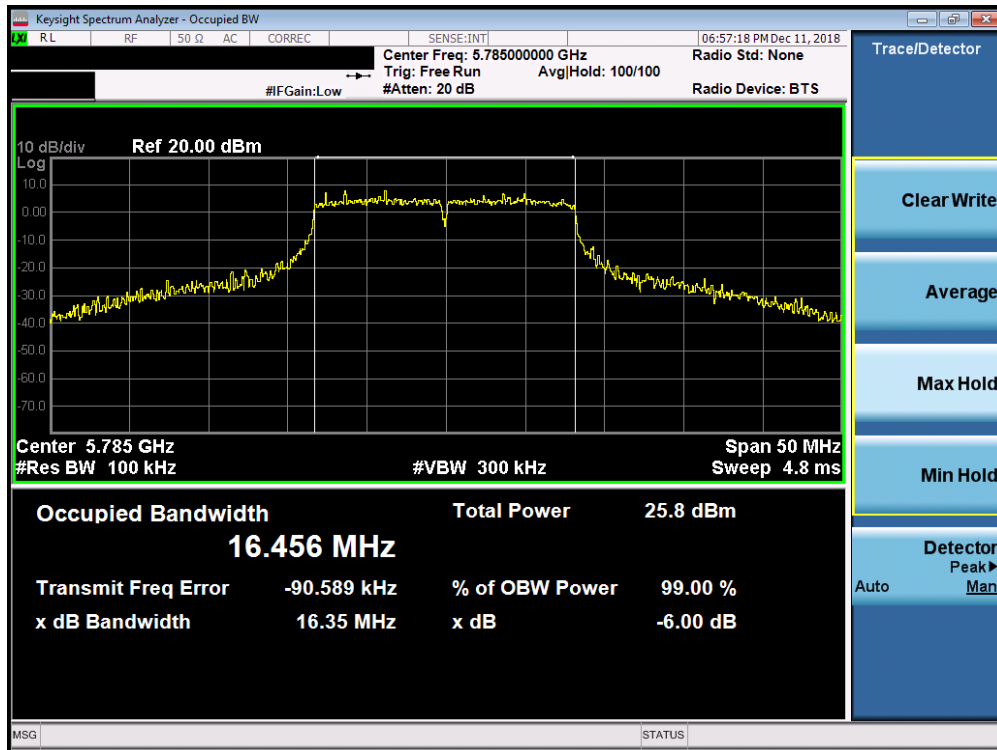 Keysight Spectrum Analyzer - Occupied BW
LXI RL RF 50 Ω AC CORREC SENSE:INT 06:57:18 PM Dec 11, 2018
Center Freq: 5.785000000 GHz Radio Std: None
Trig: Free Run Avg|Hold: 100/100
#IFGain:Low #Atten: 20 dB Radio Device: BTS
Trace/Detector
10 dB/div Ref 20.00 dBm
Log
10.0
0.00
-10.0
-20.0
-30.0
-40.0
-50.0
-60.0
-70.0
Center 5.785 GHz Span 50 MHz
#Res BW 100 kHz #VBW 300 kHz Sweep 4.8 ms
Occupied Bandwidth Total Power 25.8 dBm
16.456 MHz
Transmit Freq Error -90.589 kHz % of OBW Power 99.00 %
x dB Bandwidth 16.35 MHz x dB -6.00 dB
Clear Write
Average
Max Hold
Min Hold
Detector
Peak▶
Auto Man
MSG STATUS